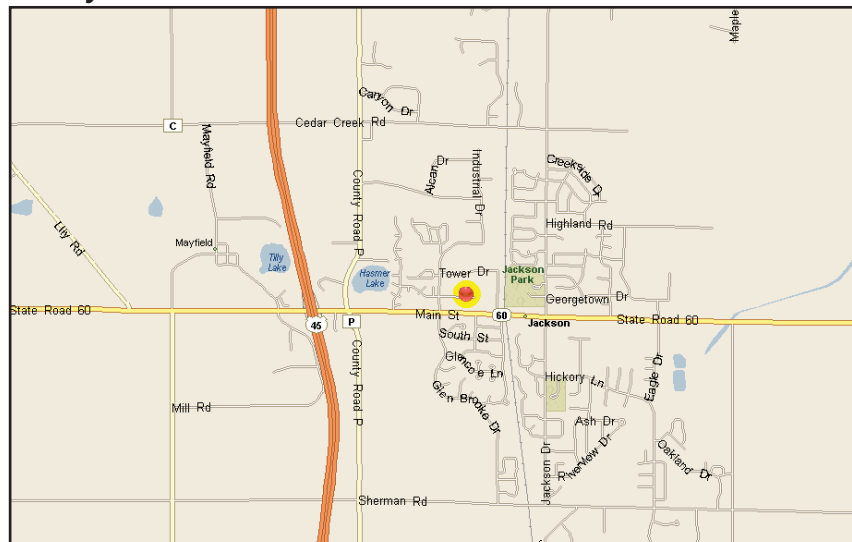 Maple
Canyon Dr
Cedar Creek Rd
C
Mayfield Rd
County Road P
Alcan Dr
Industrial Dr
Creekside D
Highland Rd
Lily Rd
Mayfield
Tilly
Lake
Hasmer
Lake
Tower Dr
Jackson
Park
Georgetown Dr
State Road 60
45
P
Main St
60
Jackson
State Road 60
South St
Glencoe Ln
Glen Brooke Dr
County Road P
Hickory Ln
Eagle Dr
Mill Rd
Ash Dr
Riverview Dr
Jackson Dr
Oakland Dr
Sherman Rd